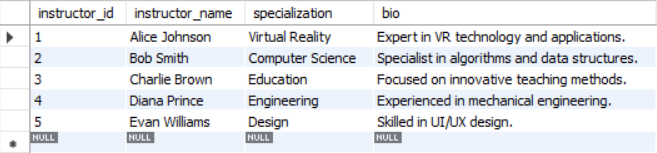 instructor_id instructor_name specialization bio
1 Alice Johnson Virtual Reality Expert in VR technology and applications.
2 Bob Smith Computer Science Specialist in algorithms and data structures.
3 Charlie Brown Education Focused on innovative teaching methods.
4 Diana Prince Engineering Experienced in mechanical engineering.
5 Evan Williams Design Skilled in UI/UX design.
NULL NULL NULL NULL